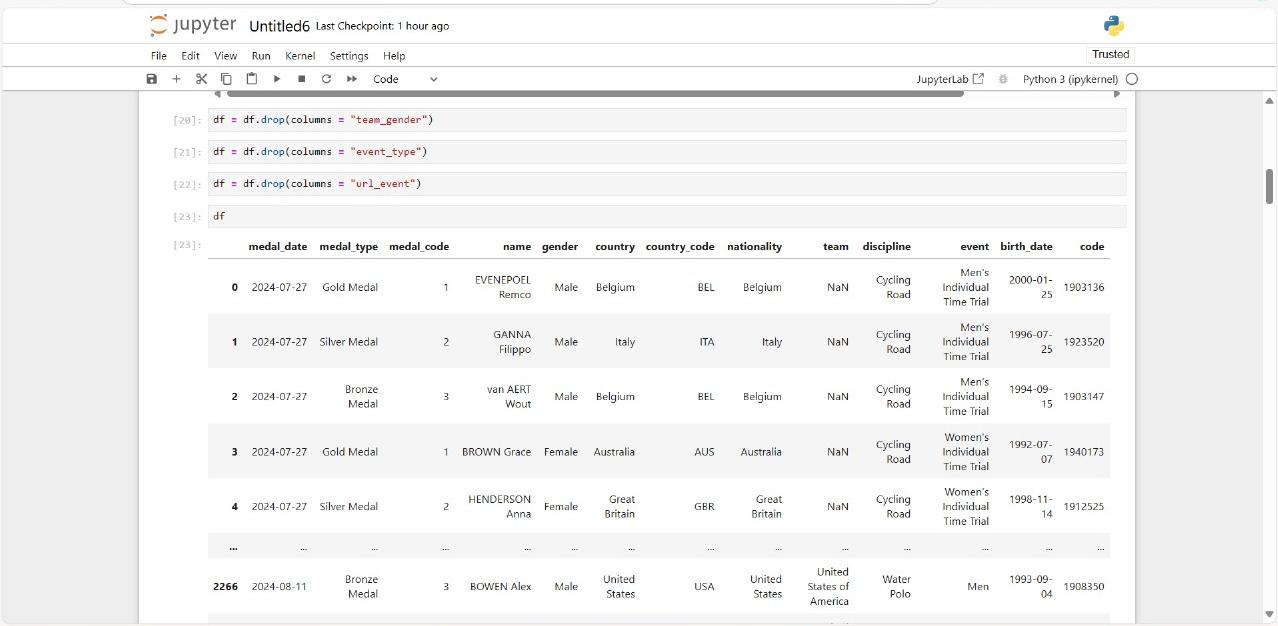 jupyter Untitled6 Last Checkpoint: 1 hour ago
File Edit View Run Kernel Settings Help
Trusted
Code
JupyterLab
Python 3 (ipykernel)
[20]: df = df.drop(columns = "team_gender")
[21]: df = df.drop(columns = "event_type")
[22]: df = df.drop(columns = "url_event")
[23]: df
[23]:
medal_date medal_type medal_code name gender country country_code nationality team discipline event birth_date code
0 2024-07-27 Gold Medal 1 EVENEPOEL Remco Male Belgium BEL Belgium NaN Cycling Road Men's Individual Time Trial 2000-01-25 1903136
1 2024-07-27 Silver Medal 2 GANNA Filippo Male Italy ITA Italy NaN Cycling Road Men's Individual Time Trial 1996-07-25 1923520
2 2024-07-27 Bronze Medal 3 van AERT Wout Male Belgium BEL Belgium NaN Cycling Road Men's Individual Time Trial 1994-09-15 1903147
3 2024-07-27 Gold Medal 1 BROWN Grace Female Australia AUS Australia NaN Cycling Road Women's Individual Time Trial 1992-07-07 1940173
4 2024-07-27 Silver Medal 2 HENDERSON Anna Female Great Britain GBR Great Britain NaN Cycling Road Women's Individual Time Trial 1998-11-14 1912525
... ... ... ... ... ... ... ... ... ... ... ... ... ...
2266 2024-08-11 Bronze Medal 3 BOWEN Alex Male United States USA United States United States of America Water Polo Men 1993-09-04 1908350